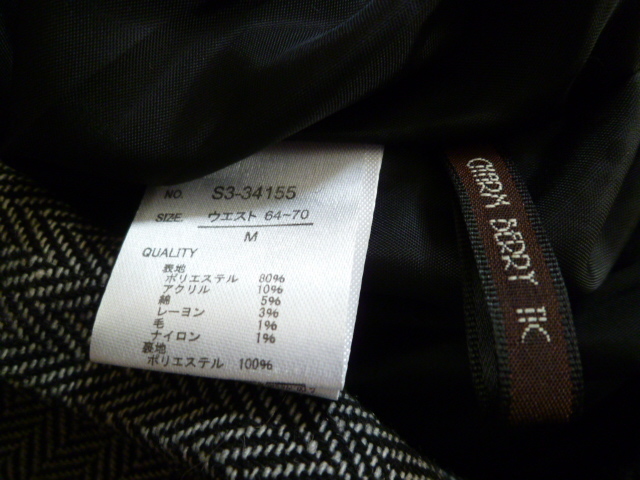 NO. S3-34155
SIZE. ウエスト 64~70
M
QUALITY
表地
ポリエステル 80%
アクリル 10%
綿 5%
レーヨン 3%
毛 1%
ナイロン 1%
裏地
ポリエステル 100%
CHARM BERRY